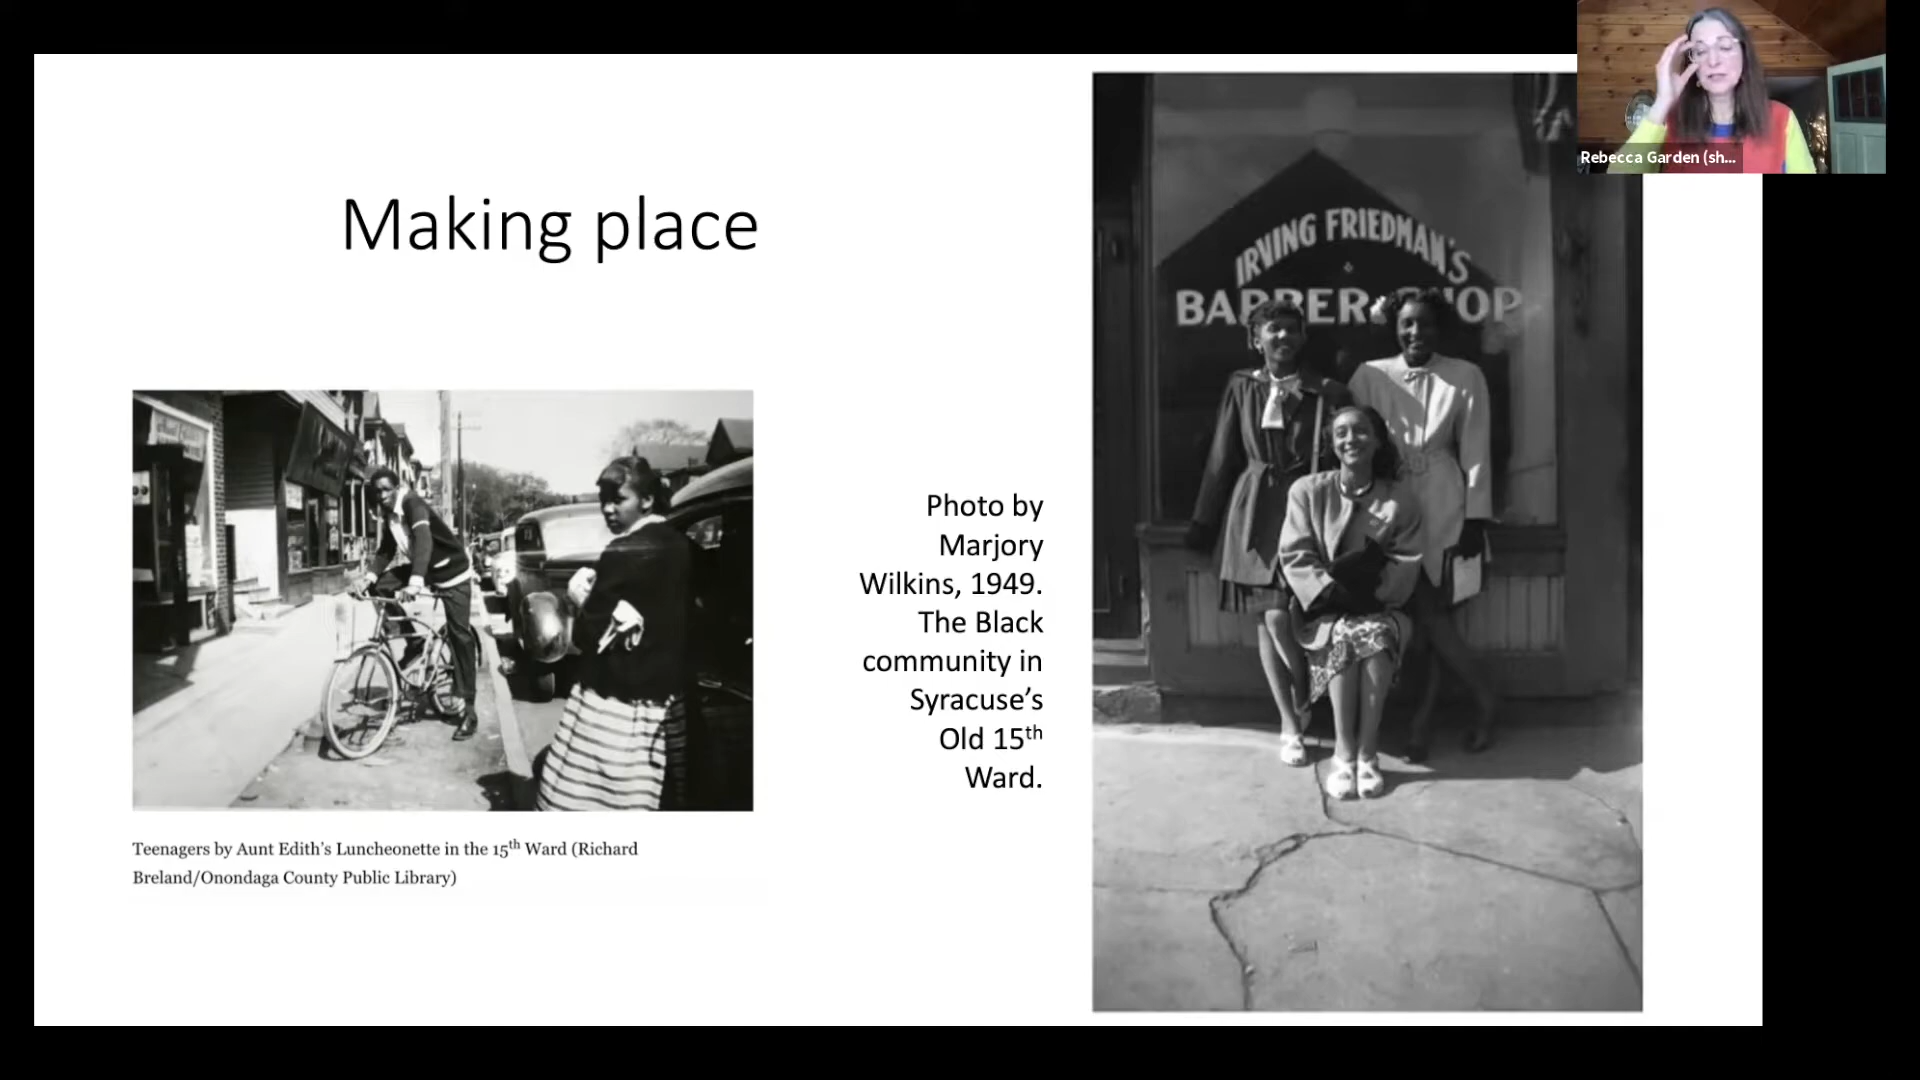 Making place
Teenagers by Aunt Edith's Luncheonette in the 15th Ward (Richard
Breland/Onondaga County Public Library)
Photo by
Marjory
Wilkins, 1949.
The Black
community in
Syracuse's
Old 15th
Ward.
IRVING FRIEDMAN'S
BARBER SHOP
Rebecca Garden (sh...